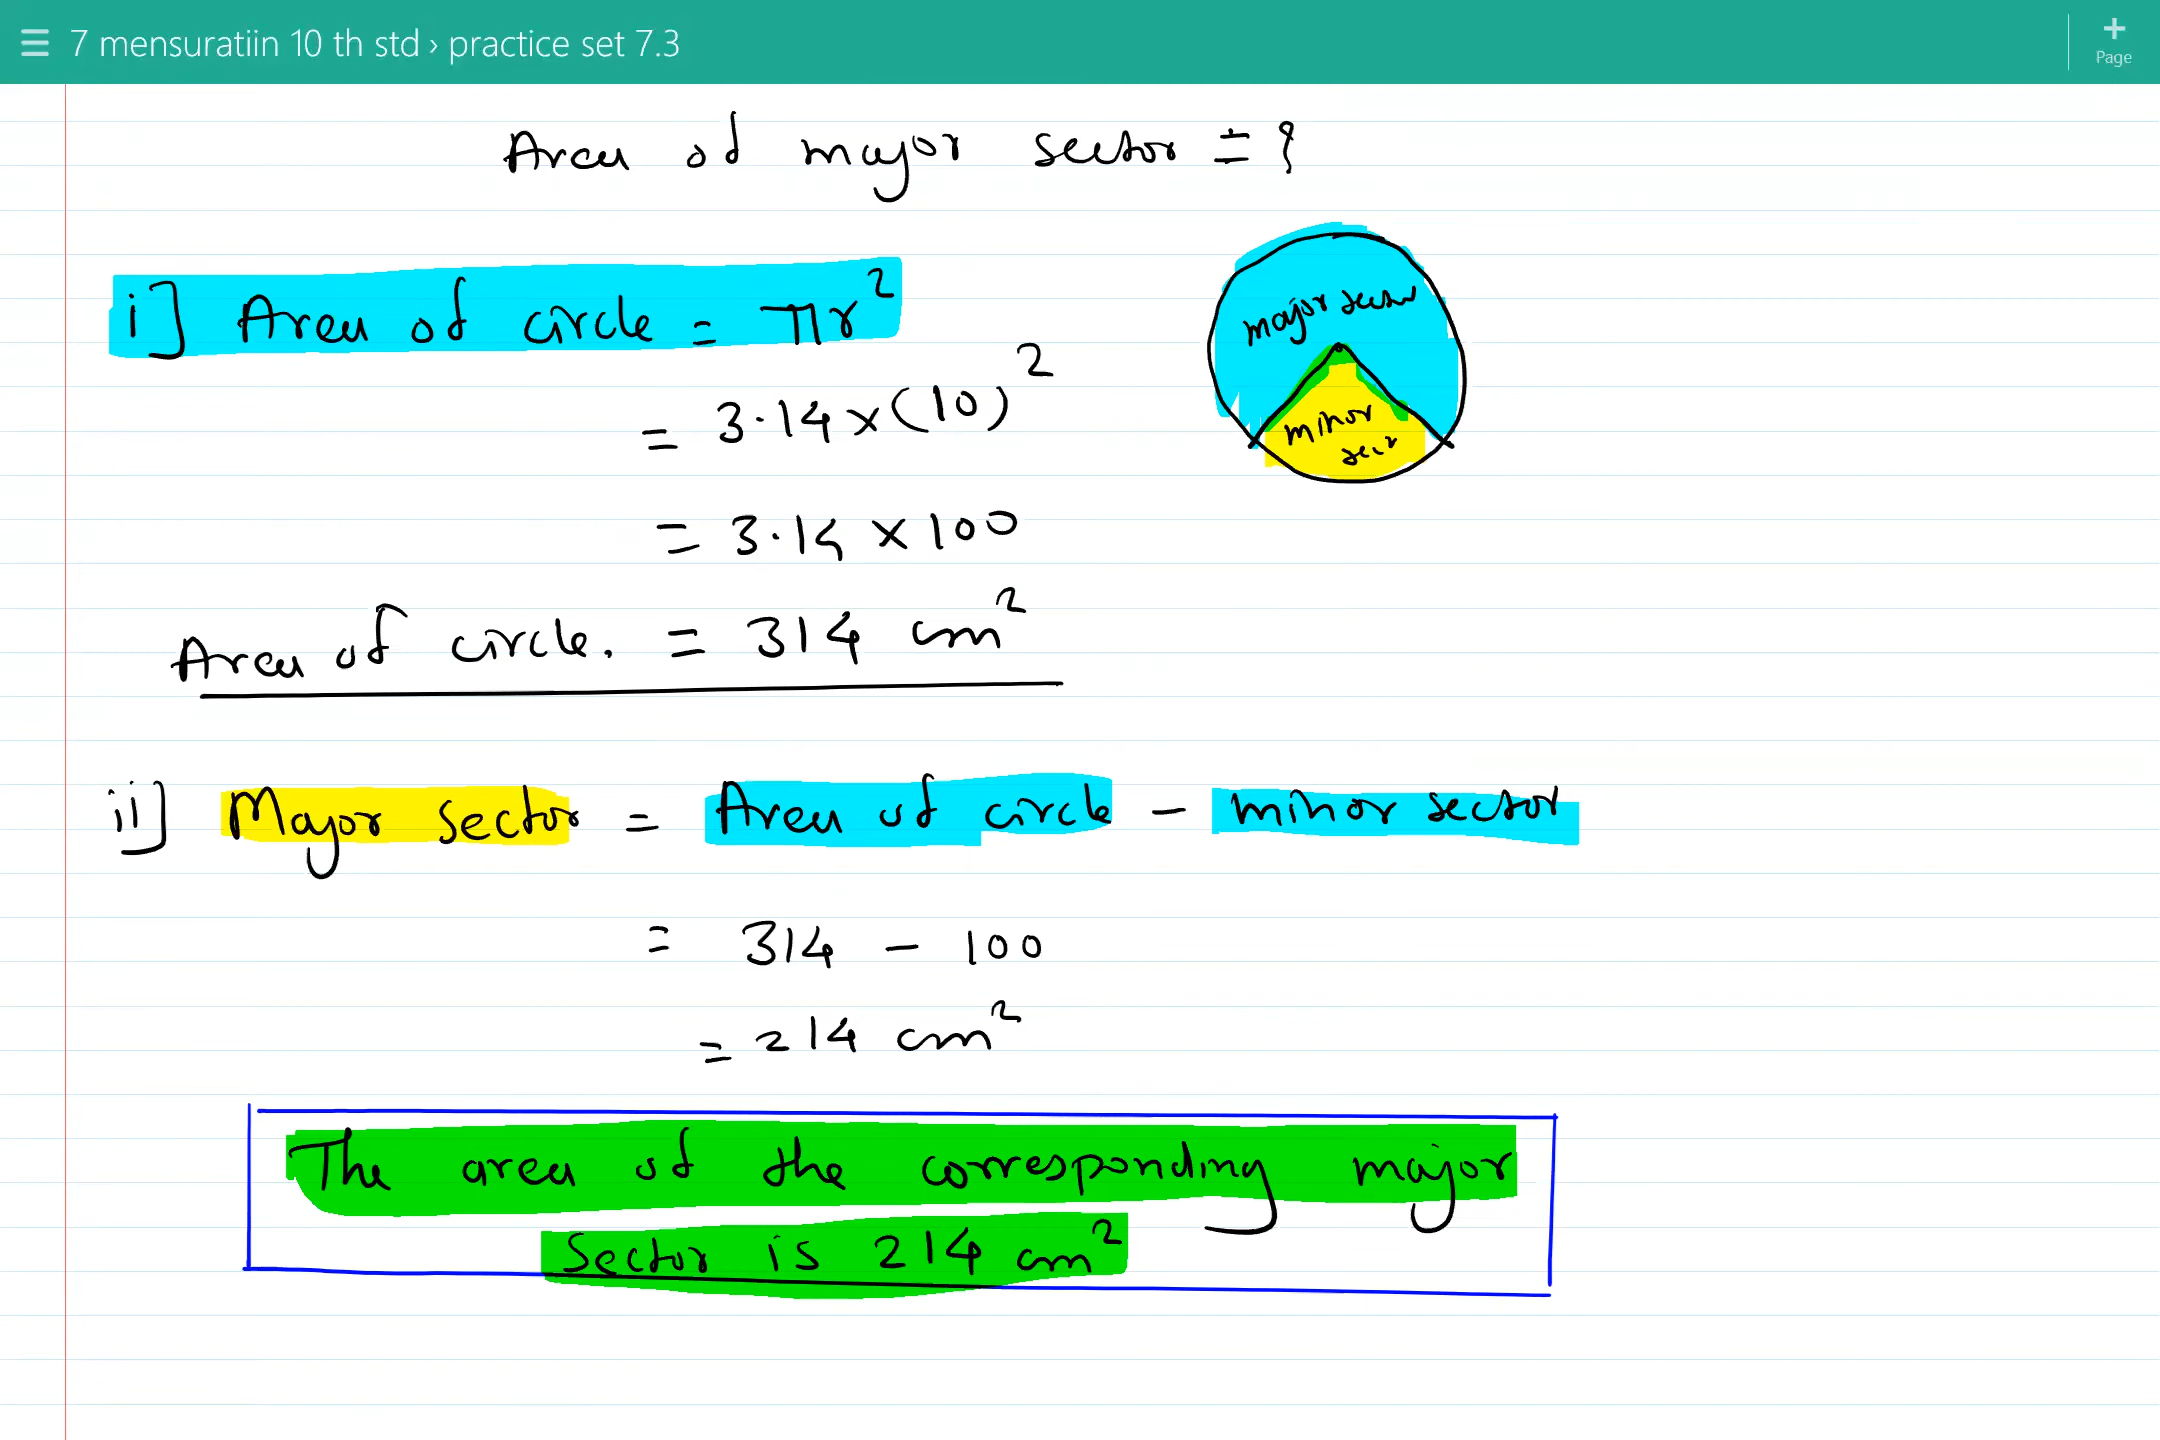 7 mensuratiin 10 th std › practice set 7.3
+
Page
Area of major sector = ?
i] Area of circle = πr²
= 3.14 × (10)²
= 3.14 × 100
Area of circle. = 314 cm²
major sector
minor
ii] Major sector = Area of circle - minor sector
= 314 - 100
= 214 cm²
The area of the corresponding major
Sector is 214 cm²